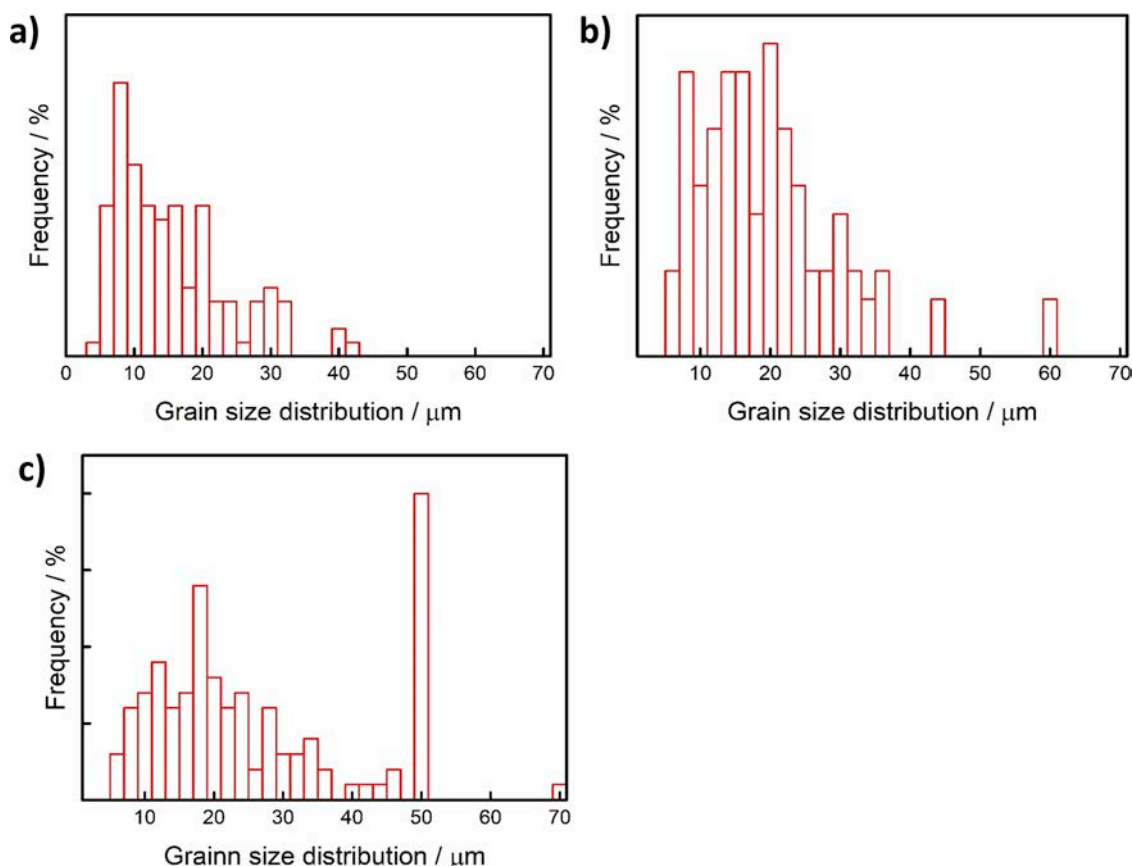 a)
Frequency / %
0 10 20 30 40 50 60 70
Grain size distribution / μm
b)
Frequency / %
10 20 30 40 50 60 70
Grain size distribution / μm
c)
Frequency / %
10 20 30 40 50 60 70
Grainn size distribution / μm